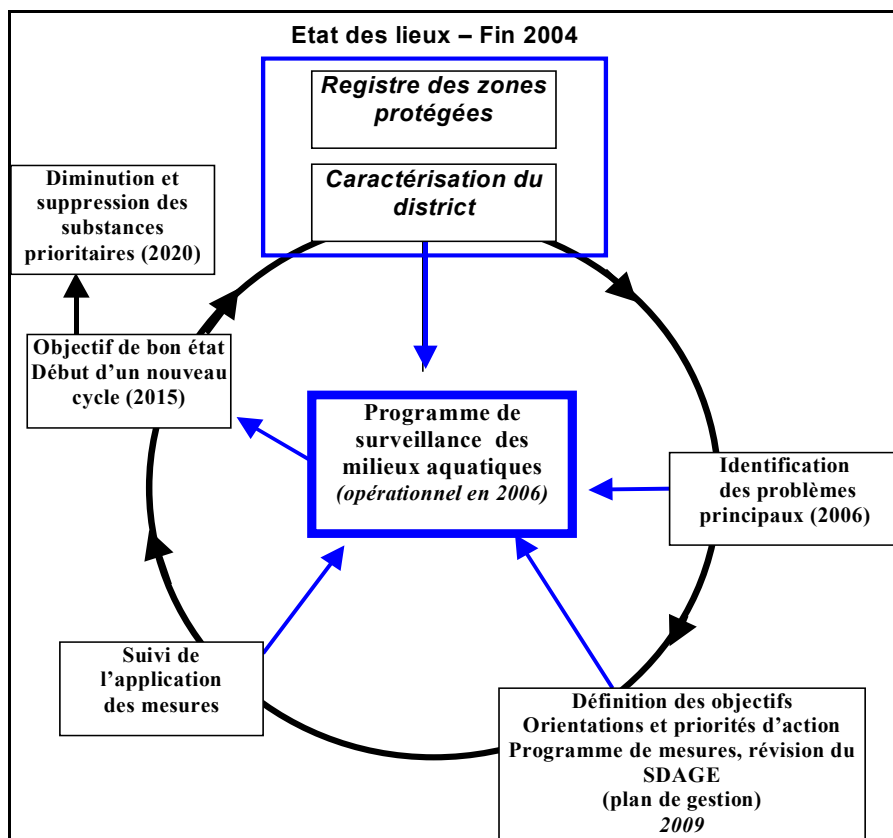 Etat des lieux – Fin 2004
Registre des zones
protégées
Caractérisation du
district
Diminution et
suppression des
substances
prioritaires (2020)
Objectif de bon état
Début d’un nouveau
cycle (2015)
Programme de
surveillance des
milieux aquatiques
(opérationnel en 2006)
Identification
des problèmes
principaux (2006)
Suivi de
l’application
des mesures
Définition des objectifs
Orientations et priorités d’action
Programme de mesures, révision du
SDAGE
(plan de gestion)
2009